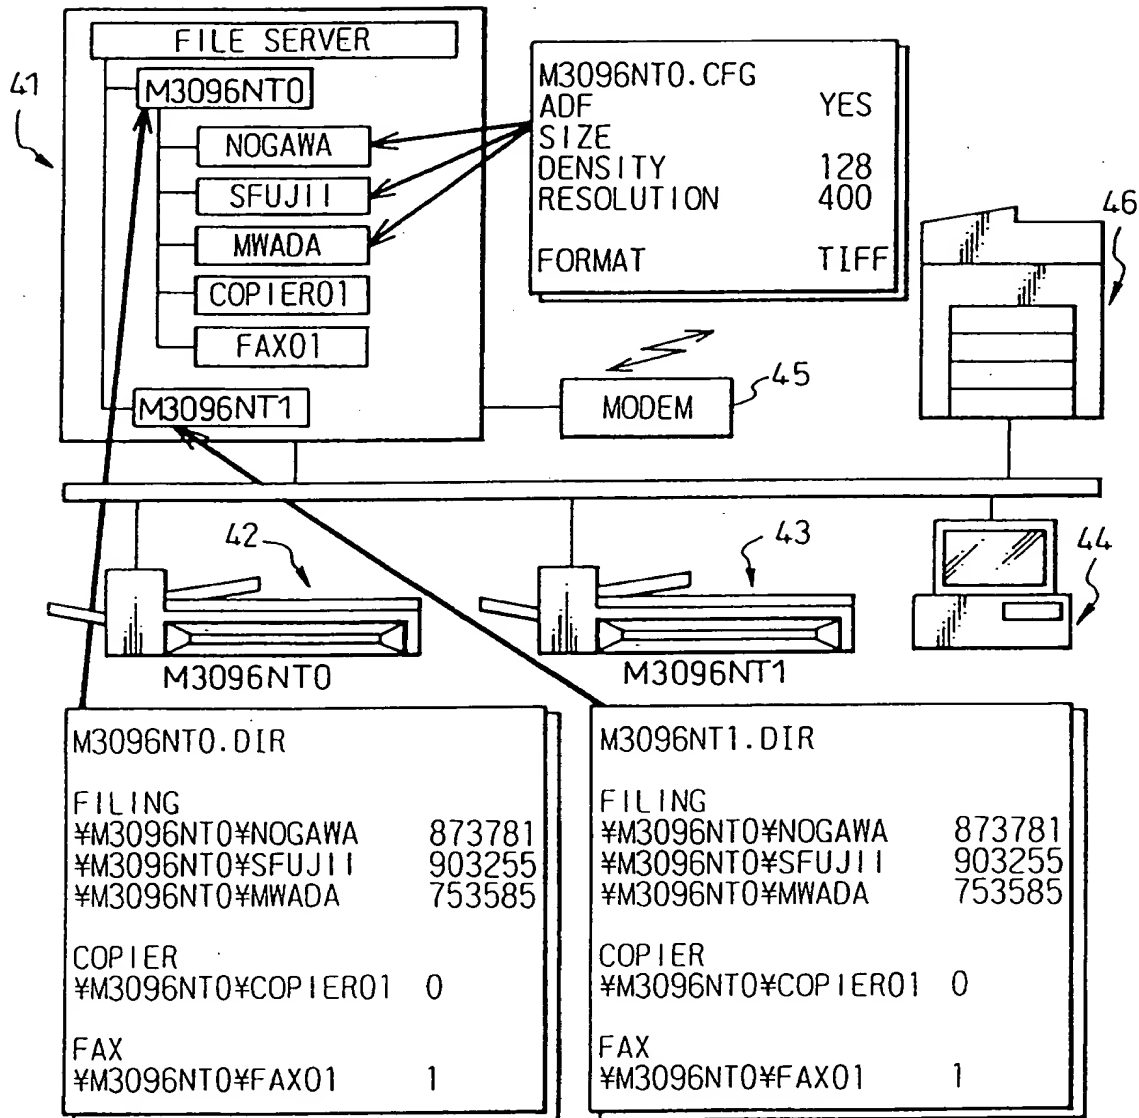 FILE SERVER
41
M3096NT0
NOGAWA
SFUJII
MWADA
COPIER01
FAX01
M3096NT1
M3096NT0.CFG
ADF YES
SIZE
DENSITY 128
RESOLUTION 400
FORMAT TIFF
46
MODEM
45
42
43
44
M3096NT0
M3096NT1
M3096NT0.DIR
FILING
¥M3096NT0¥NOGAWA 873781
¥M3096NT0¥SFUJII 903255
¥M3096NT0¥MWADA 753585
COPIER
¥M3096NT0¥COPIER01 0
FAX
¥M3096NT0¥FAX01 1
M3096NT1.DIR
FILING
¥M3096NT0¥NOGAWA 873781
¥M3096NT0¥SFUJII 903255
¥M3096NT0¥MWADA 753585
COPIER
¥M3096NT0¥COPIER01 0
FAX
¥M3096NT0¥FAX01 1